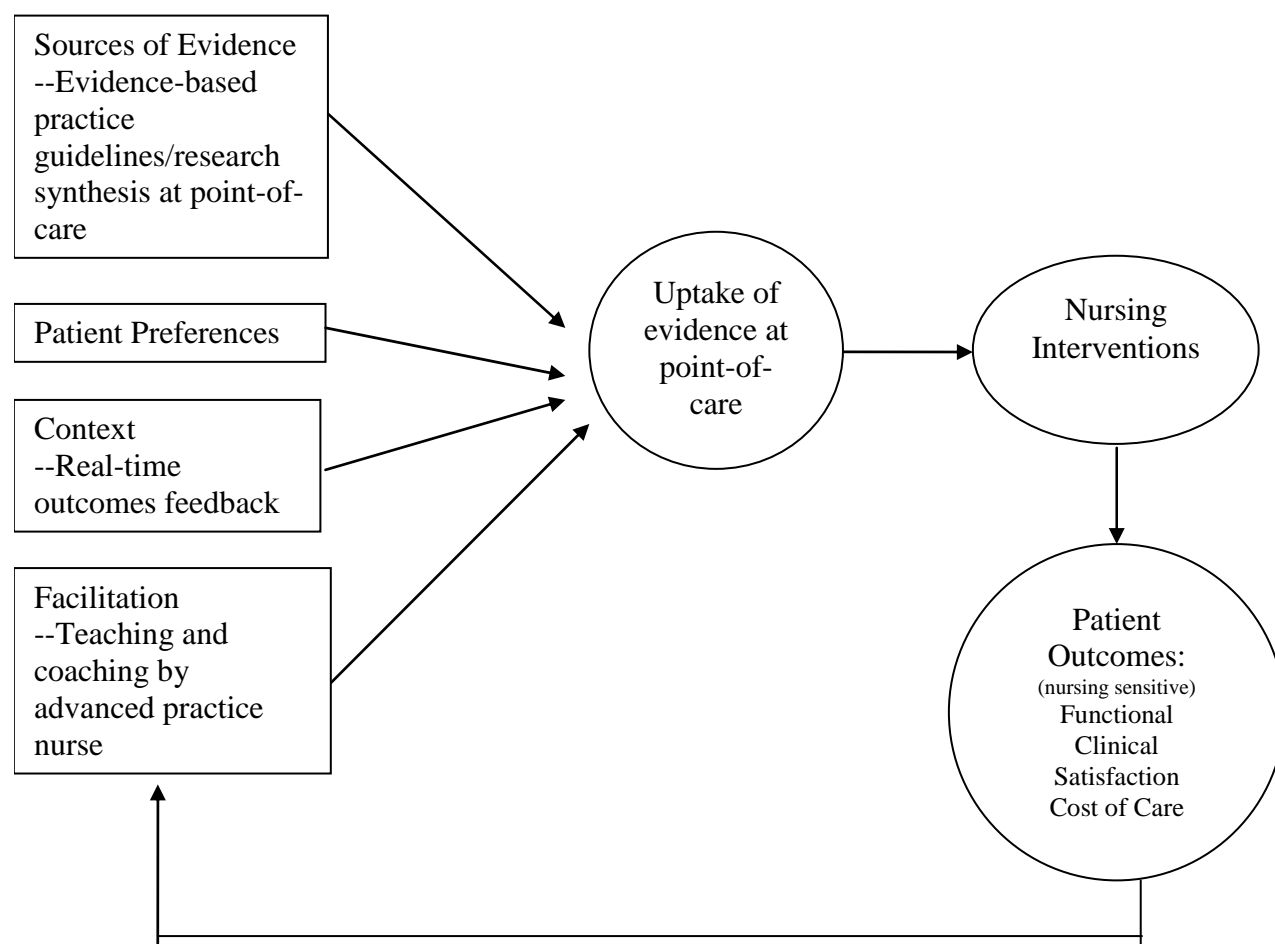 Sources of Evidence
--Evidence-based
practice
guidelines/research
synthesis at point-of-
care
Patient Preferences
Context
--Real-time
outcomes feedback
Facilitation
--Teaching and
coaching by
advanced practice
nurse
Uptake of
evidence at
point-of-
care
Nursing
Interventions
Patient
Outcomes:
(nursing sensitive)
Functional
Clinical
Satisfaction
Cost of Care